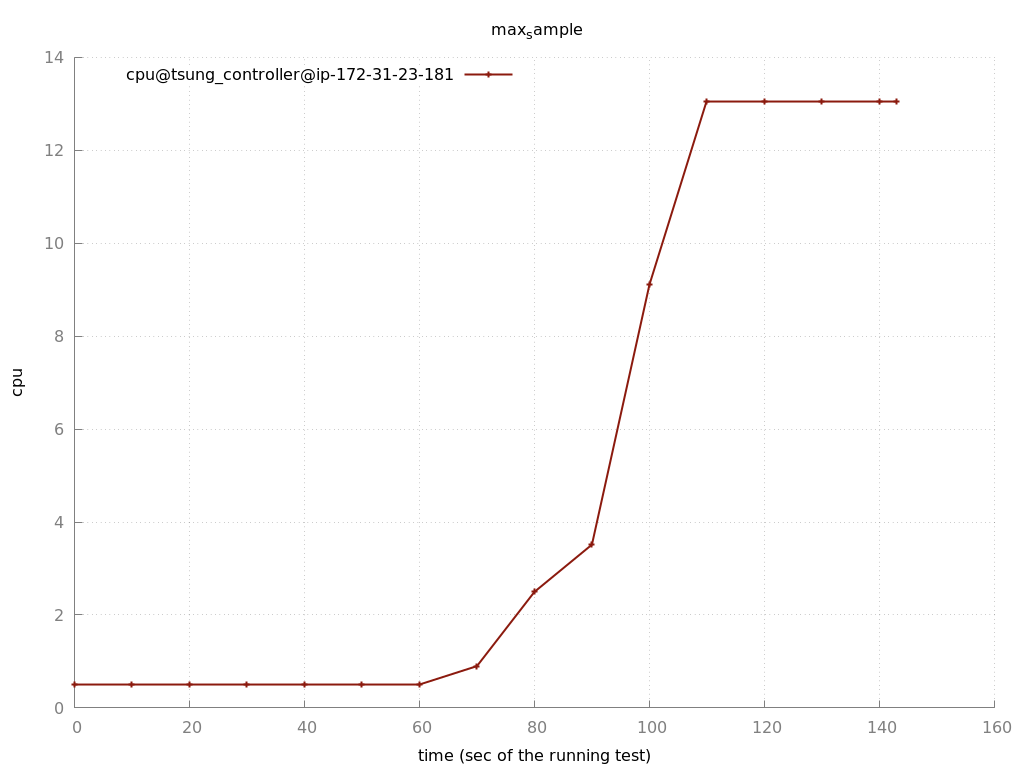 max_sample
cpu@tsung_controller@ip-172-31-23-181
14
12
10
8
6
4
2
0
cpu
0 20 40 60 80 100 120 140 160
time (sec of the running test)